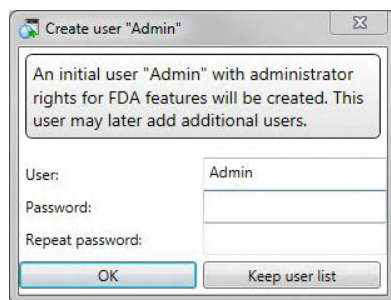 Create user "Admin"
An initial user "Admin" with administrator
rights for FDA features will be created. This
user may later add additional users.
User:
Admin
Password:
Repeat password:
OK
Keep user list